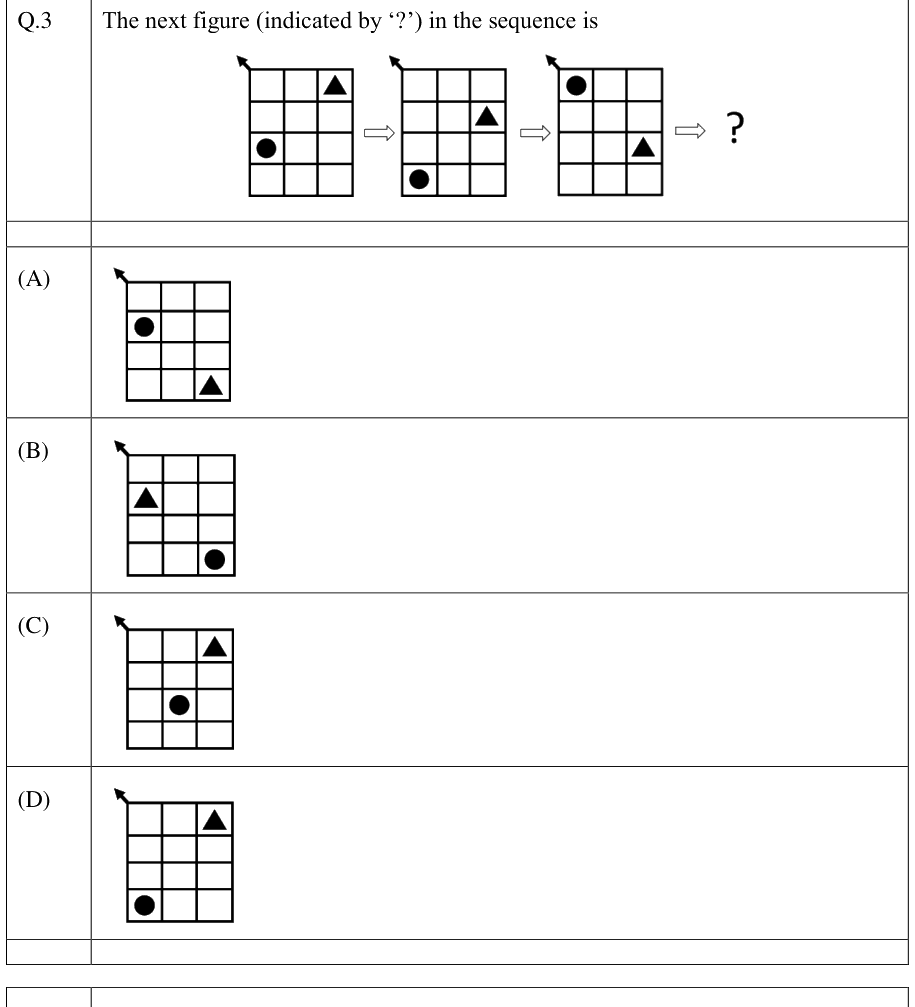 Q.3 The next figure (indicated by ‘?’) in the sequence is
?
(A)
(B)
(C)
(D)